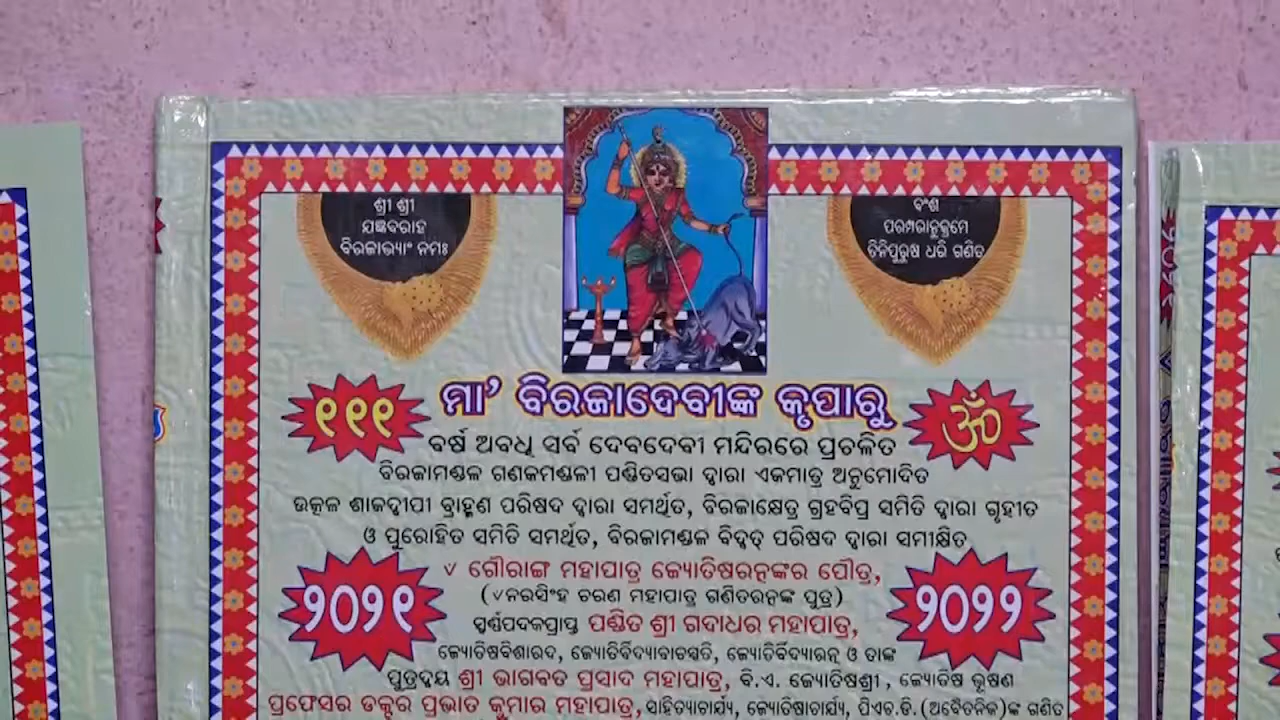 ଶ୍ରୀ ଶ୍ରୀ
ଯଜ୍ଞବରାହ
ବିରଜାଭ୍ୟାଂ ନମଃ
ବଂଶ
ପରମ୍ପରାନୁକ୍ରମେ
ତିନିପୁରୁଷ ଧରି ଗଣିତ
ମା’ ବିରଜାଦେବୀଙ୍କ କୃପାରୁ
୧୧୧
ॐ
ବର୍ଷ ଅବଧି ସର୍ବ ଦେବଦେବୀ ମନ୍ଦିରରେ ପ୍ରଚଳିତ
ବିରଜାମଣ୍ଡଳ ଗଣକମଣ୍ଡଳୀ ପଣ୍ଡିତସଭା ଦ୍ୱାରା ଏକମାତ୍ର ଅନୁମୋଦିତ
ଉତ୍କଳ ଶାକଦ୍ୱୀପୀ ବ୍ରାହ୍ମଣ ପରିଷଦ ଦ୍ୱାରା ସମର୍ଥିତ, ବିରଜାକ୍ଷେତ୍ର ଗ୍ରହବିପ୍ର ସମିତି ଦ୍ୱାରା ଗୃହୀତ
ଓ ପୁରୋହିତ ସମିତି ସମର୍ଥିତ, ବିରଜାମଣ୍ଡଳ ବିଦ୍ୱତ୍ ପରିଷଦ ଦ୍ୱାରା ସମୀକ୍ଷିତ
୨୦୨୧
୨୦୨୨
୰ ଗୌରାଙ୍ଗ ମହାପାତ୍ର ଜ୍ୟୋତିଷରତ୍ନଙ୍କର ପୌତ୍ର,
(୰ନରସିଂହ ଚରଣ ମହାପାତ୍ର ଗଣିତରତ୍ନଙ୍କ ପୁତ୍ର)
ସ୍ୱର୍ଣ୍ଣପଦକପ୍ରାପ୍ତ ପଣ୍ଡିତ ଶ୍ରୀ ଗଦାଧର ମହାପାତ୍ର,
ଜ୍ୟୋତିଷବିଶାରଦ, ଜ୍ୟୋତିର୍ବିଦ୍ୟାବାଚସ୍ପତି, ଜ୍ୟୋତିର୍ବିଦ୍ୟାରତ୍ନ ଓ ତାଙ୍କ
ପୁତ୍ରଦ୍ୱୟ ଶ୍ରୀ ଭାଗବତ ପ୍ରସାଦ ମହାପାତ୍ର, ବି.ଏ. ଜ୍ୟୋତିଷଶ୍ରୀ, ଜ୍ୟୋତିଷ ଭୂଷଣ
ପ୍ରଫେସର ଡକ୍ଟର ପ୍ରଭାତ କୁମାର ମହାପାତ୍ର, ସାହିତ୍ୟାଚାର୍ଯ୍ୟ, ଜ୍ୟୋତିଷାଚାର୍ଯ୍ୟ, ପିଏଚ.ଡି.(ଅବୈତନିକ)ଙ୍କ ଗଣିତ